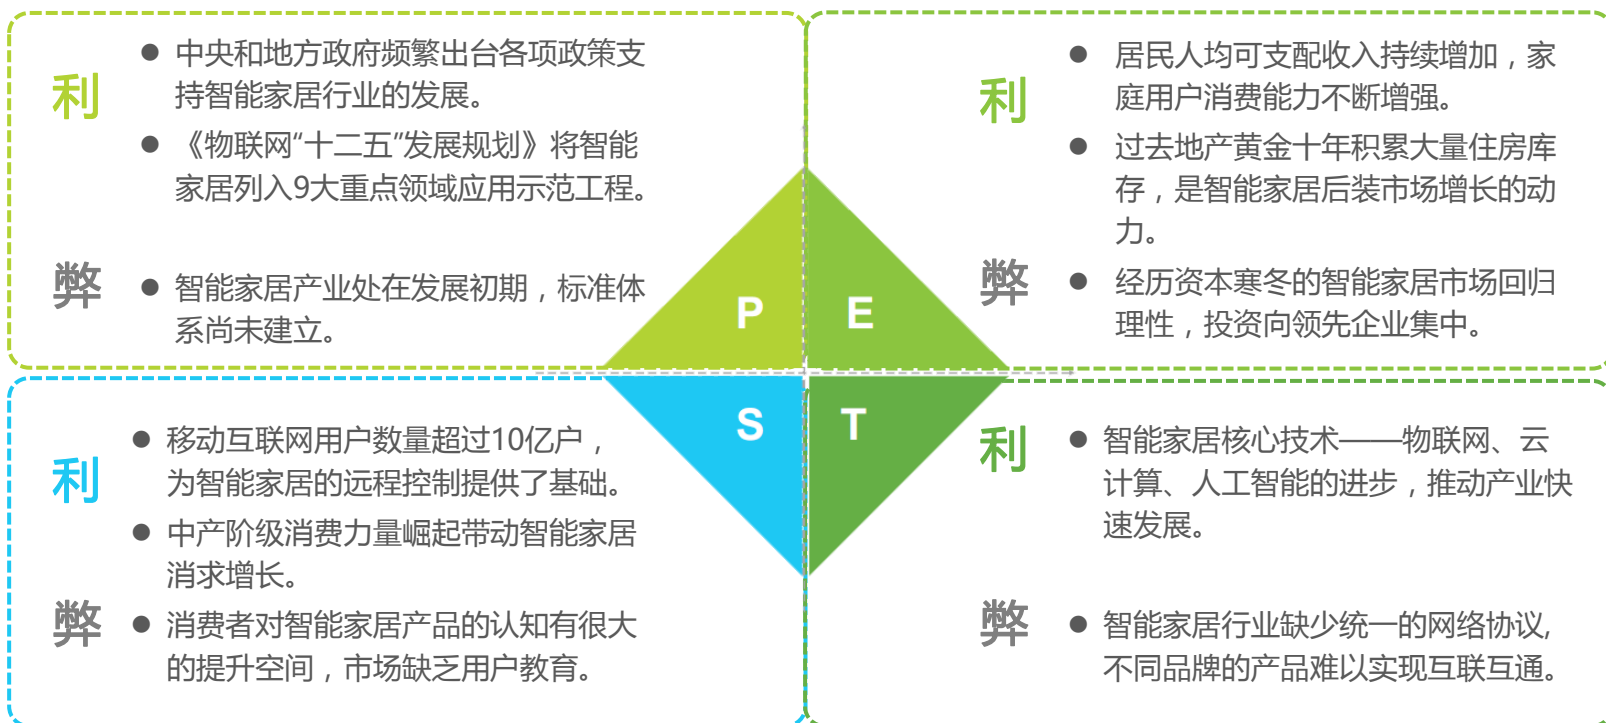 利
● 中央和地方政府频繁出台各项政策支
持智能家居行业的发展。
● 《物联网“十二五”发展规划》将智能
家居列入9大重点领域应用示范工程。
弊
● 智能家居产业处在发展初期，标准体
系尚未建立。
利
● 居民人均可支配收入持续增加，家
庭用户消费能力不断增强。
● 过去地产黄金十年积累大量住房库
存，是智能家居后装市场增长的动
力。
弊
● 经历资本寒冬的智能家居市场回归
理性，投资向领先企业集中。
P
E
S
T
利
● 移动互联网用户数量超过10亿户，
为智能家居的远程控制提供了基础。
● 中产阶级消费力量崛起带动智能家居
消求增长。
弊
● 消费者对智能家居产品的认知有很大
的提升空间，市场缺乏用户教育。
利
● 智能家居核心技术——物联网、云
计算、人工智能的进步，推动产业快
速发展。
弊
● 智能家居行业缺少统一的网络协议,
不同品牌的产品难以实现互联互通。